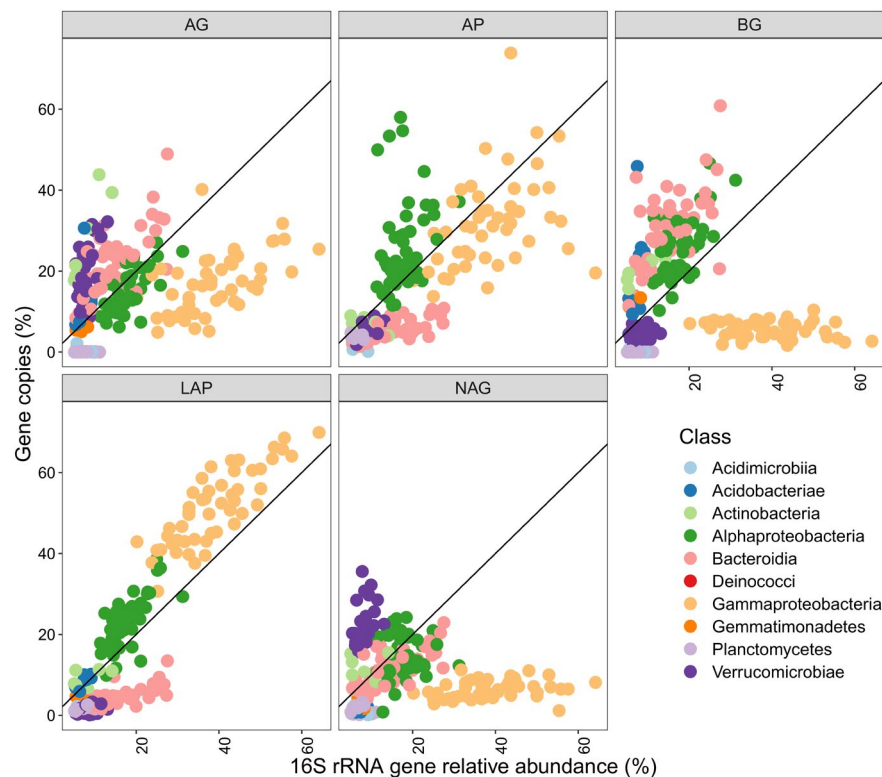 AG
AP
BG
60
40
20
0
20
40
60
LAP
NAG
60
40
20
0
20
40
60
20
40
60
Gene copies (%)
16S rRNA gene relative abundance (%)
Class
Acidimicrobiia
Acidobacteriae
Actinobacteria
Alphaproteobacteria
Bacteroidia
Deinococci
Gammaproteobacteria
Gemmatimonadetes
Planctomycetes
Verrucomicrobiae